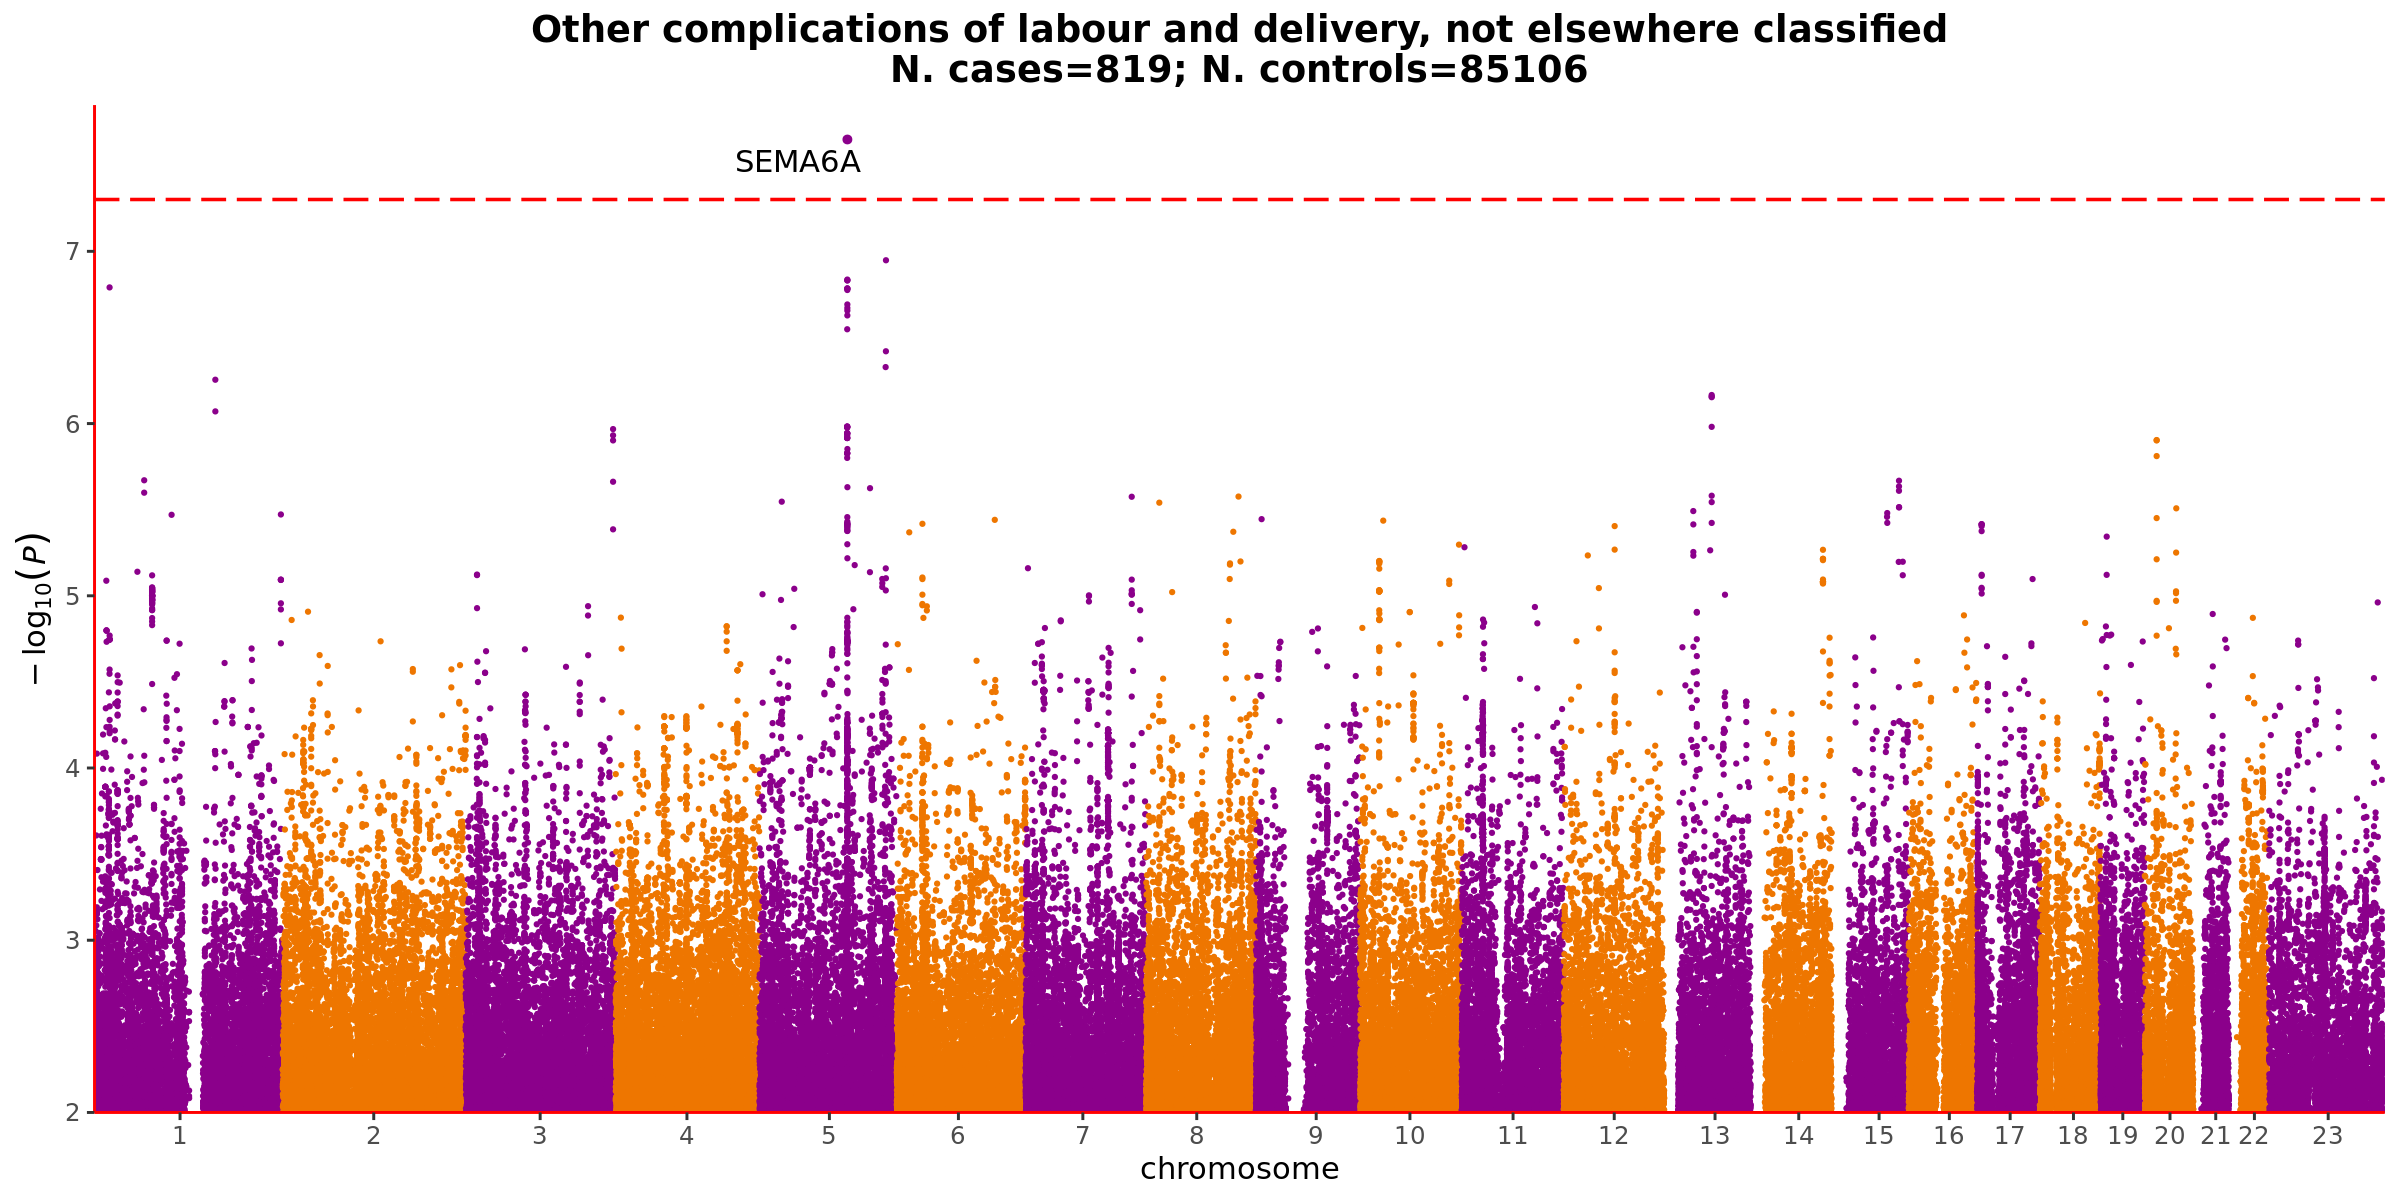 Other complications of labour and delivery, not elsewhere classified
N. cases=819; N. controls=85106
SEMA6A
7
6
5
4
3
2
− log10(P)
1 2 3 4 5 6 7 8 9 10 11 12 13 14 15 16 17 18 19 20 21 22 23
chromosome